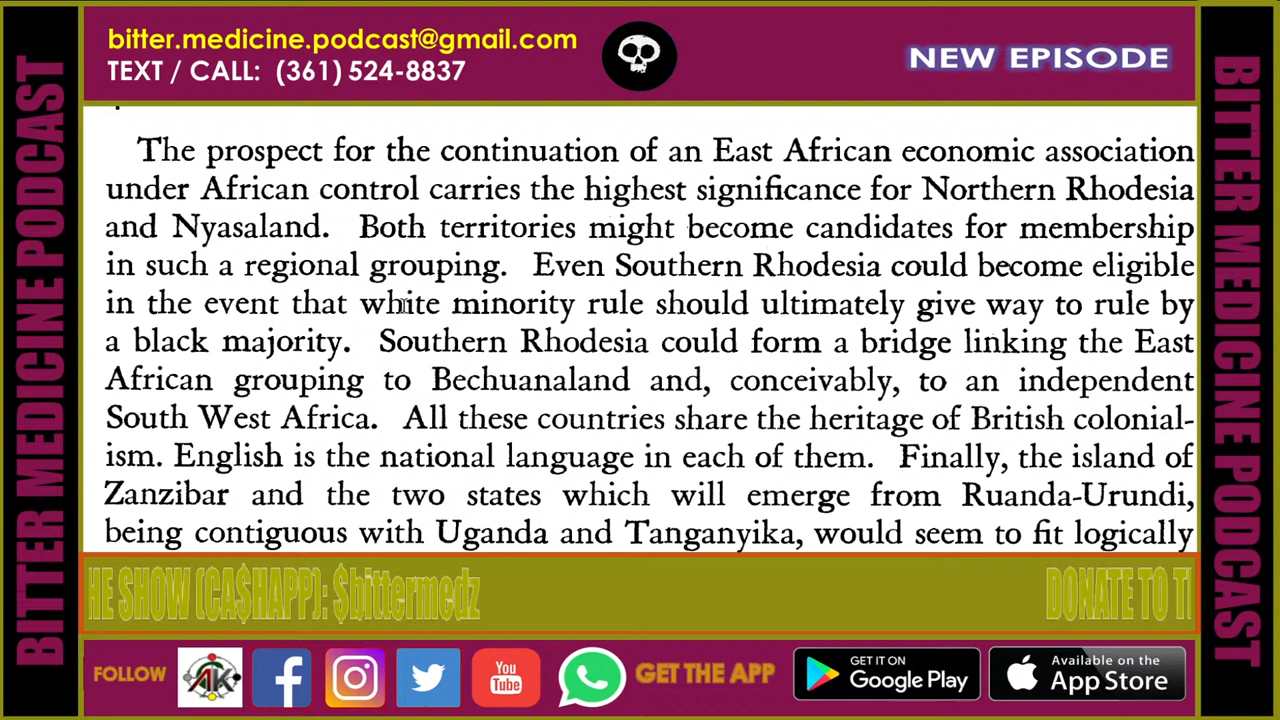 BITTER MEDICINE PODCAST
bitter.medicine.podcast@gmail.com
TEXT / CALL: (361) 524-8837
NEW EPISODE
The prospect for the continuation of an East African economic association
under African control carries the highest significance for Northern Rhodesia
and Nyasaland. Both territories might become candidates for membership
in such a regional grouping. Even Southern Rhodesia could become eligible
in the event that white minority rule should ultimately give way to rule by
a black majority. Southern Rhodesia could form a bridge linking the East
African grouping to Bechuanaland and, conceivably, to an independent
South West Africa. All these countries share the heritage of British colonial-
ism. English is the national language in each of them. Finally, the island of
Zanzibar and the two states which will emerge from Ruanda-Urundi,
being contiguous with Uganda and Tanganyika, would seem to fit logically
HE SHOW (CA$HAPP): $bittermedz
DONATE TO T
FOLLOW
ATK
You
Tube
GET THE APP
GET IT ON
Google Play
Available on the
App Store
BITTER MEDICINE PODCAST